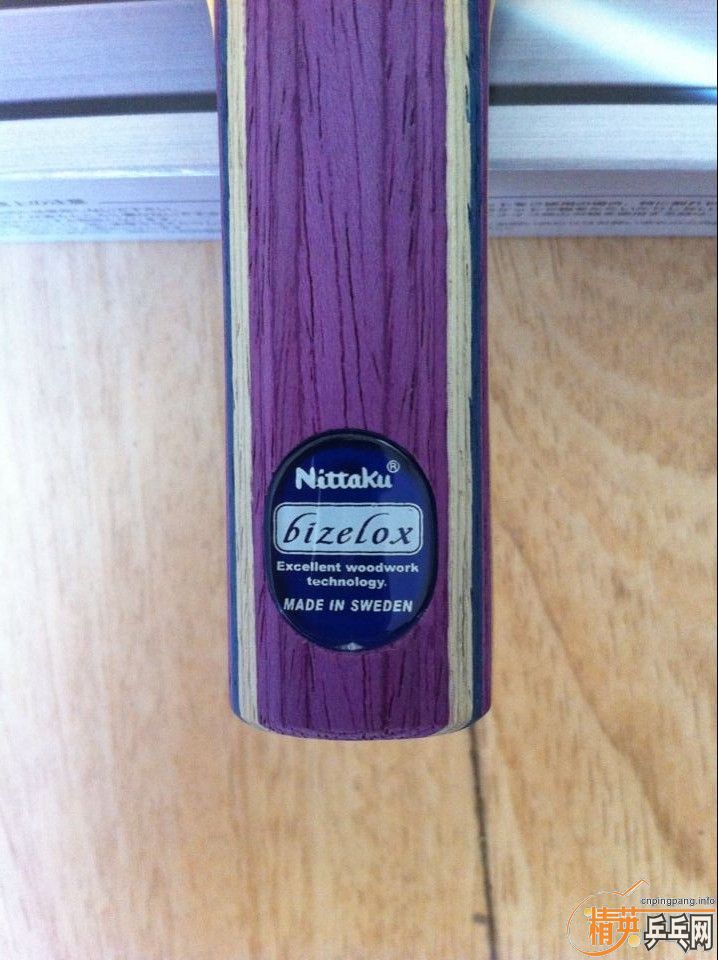 Nittaku®
bizelox
Excellent woodwork
technology.
MADE IN SWEDEN
cnpingpang.info
精英乒乓网